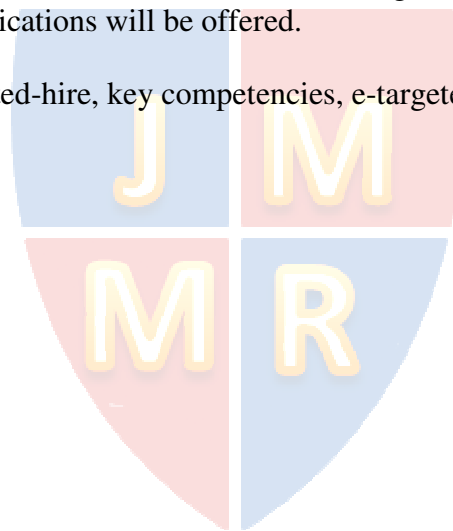 ications will be offered.
ed-hire, key competencies, e-targete
J M
M R